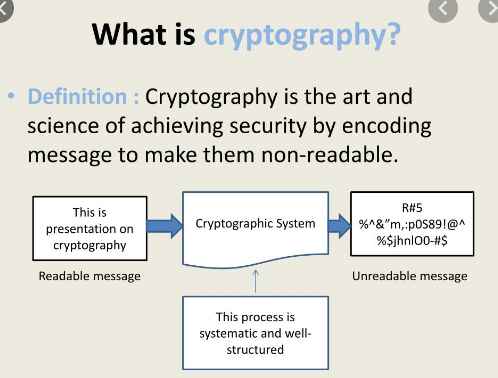 What is cryptography?
• Definition : Cryptography is the art and
science of achieving security by encoding
message to make them non-readable.
This is
presentation on
cryptography
Readable message
Cryptographic System
R#5
%^&"m,:p0S89!@^
%$jhnlO0-#$
Unreadable message
This process is
systematic and well-
structured